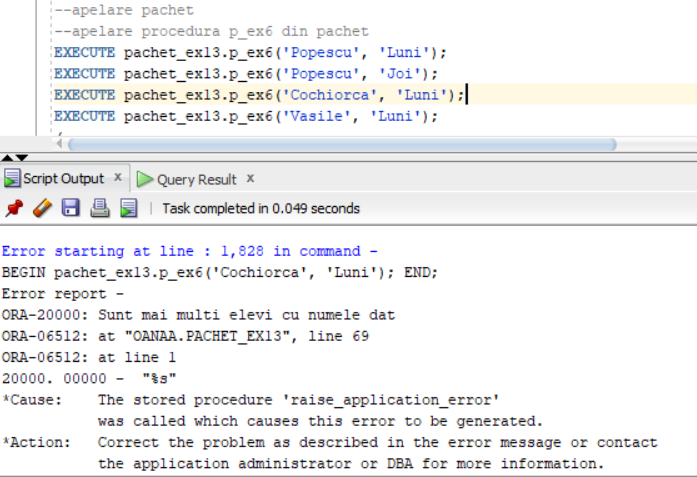 --apelare pachet
--apelare procedura p_ex6 din pachet
EXECUTE pachet_ex13.p_ex6('Popescu', 'Luni');
EXECUTE pachet_ex13.p_ex6('Popescu', 'Joi');
EXECUTE pachet_ex13.p_ex6('Cochiorca', 'Luni');
EXECUTE pachet_ex13.p_ex6('Vasile', 'Luni');
Script Output x Query Result x
Task completed in 0.049 seconds
Error starting at line : 1,828 in command -
BEGIN pachet_ex13.p_ex6('Cochiorca', 'Luni'); END;
Error report -
ORA-20000: Sunt mai multi elevi cu numele dat
ORA-06512: at "OANAA.PACHET_EX13", line 69
ORA-06512: at line 1
20000. 00000 - "%s"
*Cause: The stored procedure 'raise_application_error'
was called which causes this error to be generated.
*Action: Correct the problem as described in the error message or contact
the application administrator or DBA for more information.